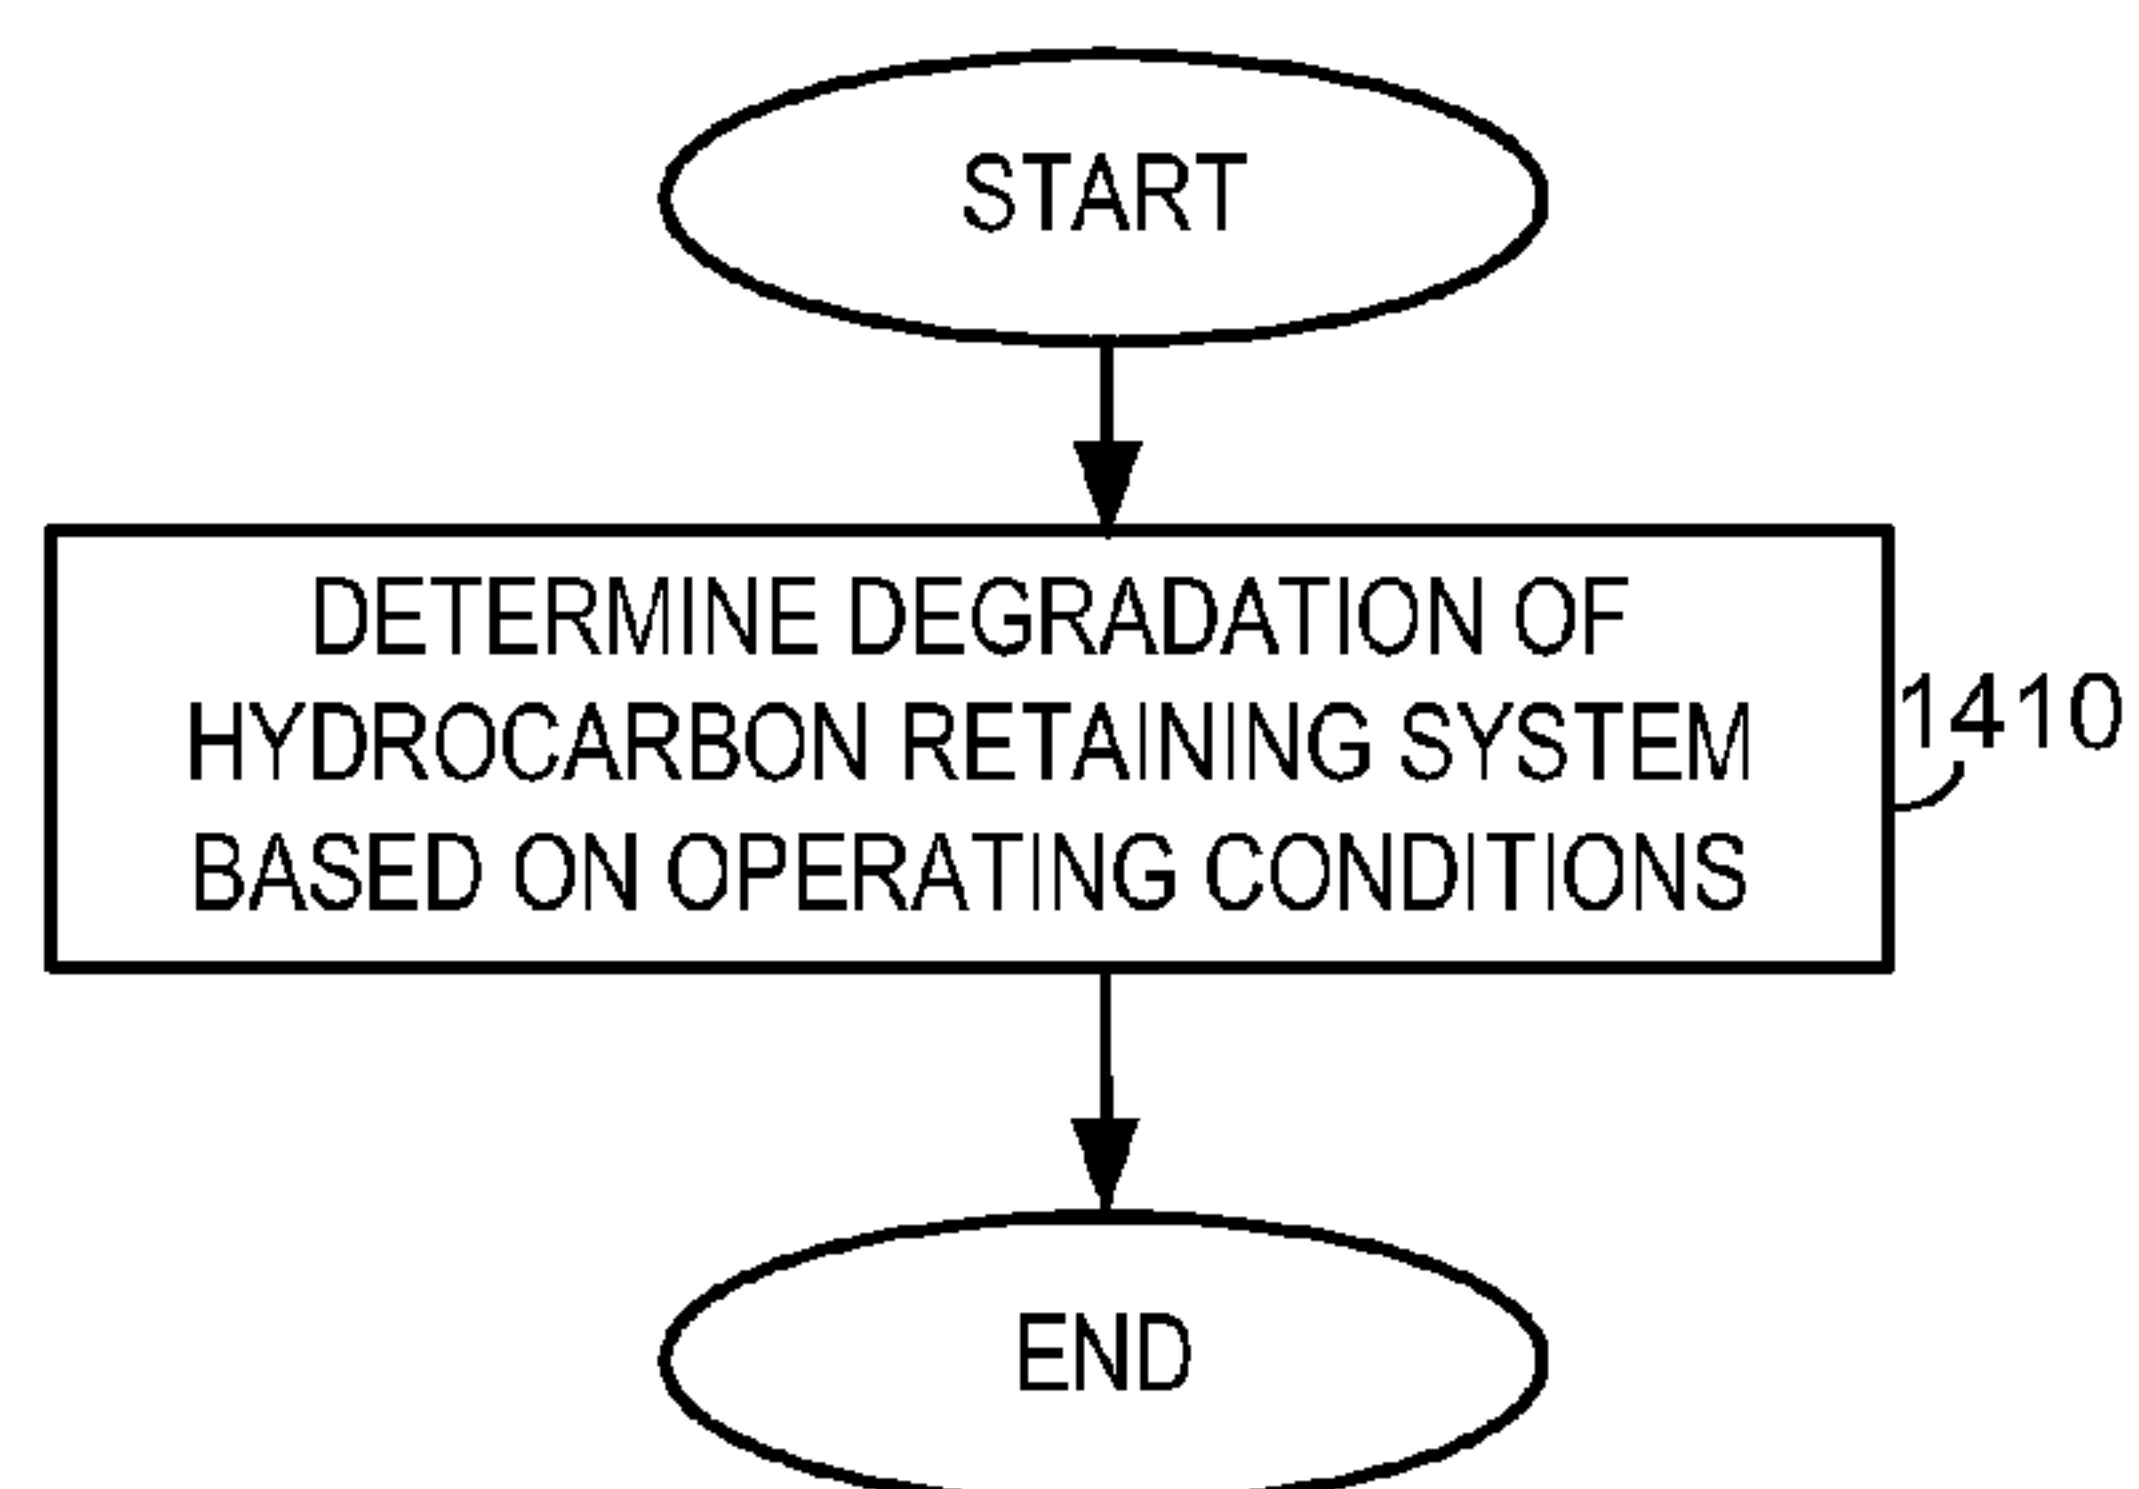 START
DETERMINE DEGRADATION OF
HYDROCARBON RETAINING SYSTEM
BASED ON OPERATING CONDITIONS
1410
END